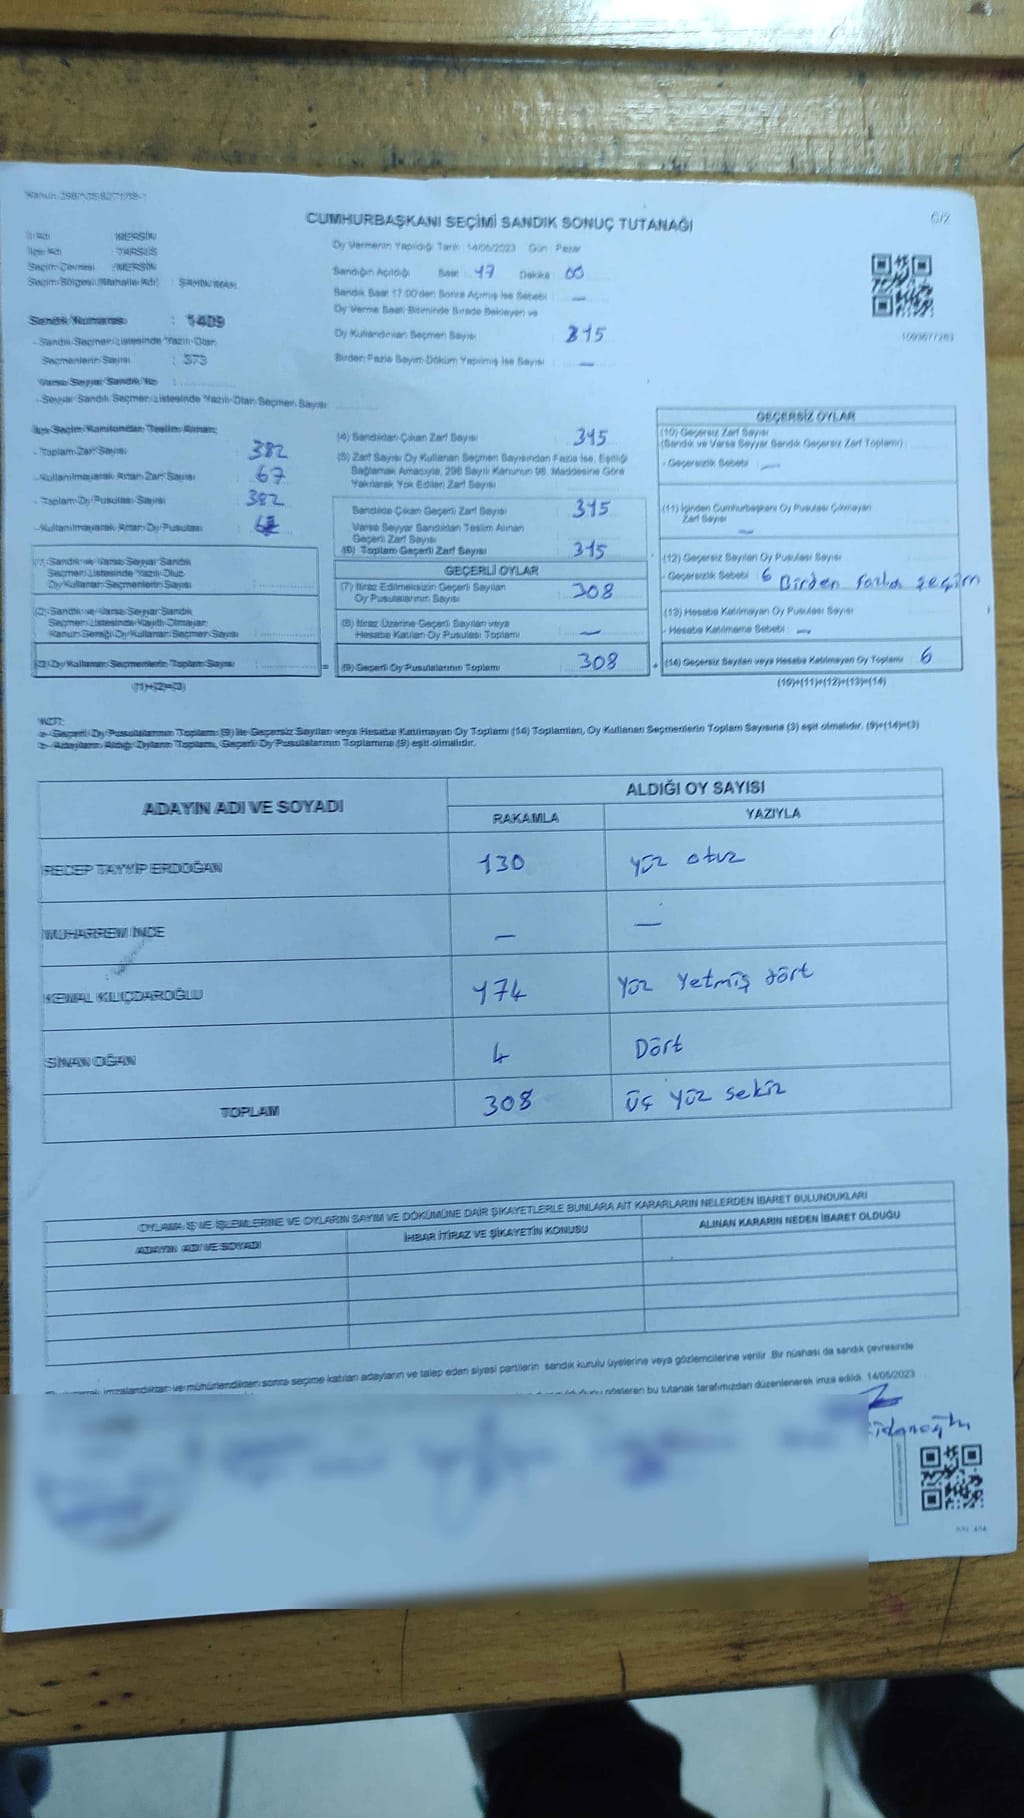 CUMHURBAŞKANI SEÇİMİ SANDIK SONUÇ TUTANAĞI
6/2
İl Adı : MERSİN
İlçe Adı : TARSUS
Seçim Çevresi : MERSİN
Seçim Bölgesi (Mahalle Adı) :
Sandık Numarası : 1409
- Sandık Seçmen Listesinde Yazılı Olan
Seçmenlerin Sayısı : 373
Varsa Seyyar Sandık No :
- Seyyar Sandık Seçmen Listesinde Yazılı Olan Seçmen Sayısı
Oy Vermenin Yapıldığı Tarih: 14/05/2023 Gün : Pazar
Sandığın Açıldığı Saat : 17 Dakika : 00
Sandık Saat 17:00'den Sonra Açılmış İse Sebebi : —
Oy Verme Saati Bitiminde Sırada Bekleyen ve
Oy Kullandırılan Seçmen Sayısı : 315
Birden Fazla Sayım Döküm Yapılmış İse Sayısı : —
1093677263
İlçe Seçim Kurulundan Teslim Alınan;
- Toplam Zarf Sayısı : 382
- Kullanılmayarak Artan Zarf Sayısı : 67
- Toplam Oy Pusulası Sayısı : 382
- Kullanılmayarak Artan Oy Pusulası :
(1) Sandık ve Varsa Seyyar Sandık
Seçmen Listesinde Yazılı Olup
Oy Kullanan Seçmen Sayısı :
(2) Sandık ve Varsa Seyyar Sandık
Seçmen Listesinde Kayıtlı Olmayan
Kanun Gereği Oy Kullanan Seçmen Sayısı :
(3) Oy Kullanan Seçmenlerin Toplam Sayısı : =
(1)+(2)=(3)
(4) Sandıktan Çıkan Zarf Sayısı : 315
(5) Zarf Sayısı Oy Kullanan Seçmen Sayısından Fazla İse, Eşitliği
Sağlamak Amacıyla, 298 Sayılı Kanunun 98. Maddesine Göre
Yakılarak Yok Edilen Zarf Sayısı
Sandıkta Çıkan Geçerli Zarf Sayısı : 315
Varsa Seyyar Sandıktan Teslim Alınan
Geçerli Zarf Sayısı :
(6) Toplam Geçerli Zarf Sayısı : 315
GEÇERLİ OYLAR
(7) İtiraz Edilmeksizin Geçerli Sayılan
Oy Pusulalarının Sayısı : 308
(8) İtiraz Üzerine Geçerli Sayılan veya
Hesaba Katılan Oy Pusulası Toplamı : —
(9) Geçerli Oy Pusulalarının Toplamı : 308 +
GEÇERSİZ OYLAR
(10) Geçersiz Zarf Sayısı
(Sandık ve Varsa Seyyar Sandık Geçersiz Zarf Toplamı) :
- Geçersizlik Sebebi : —
(11) İçinden Cumhurbaşkanı Oy Pusulası Çıkmayan
Zarf Sayısı :
—
(12) Geçersiz Sayılan Oy Pusulası Sayısı :
- Geçersizlik Sebebi : 6 Birden fazla seçim
(13) Hesaba Katılmayan Oy Pusulası Sayısı :
- Hesaba Katılmama Sebebi : —
(14) Geçersiz Sayılan veya Hesaba Katılmayan Oy Toplamı : 6
(10)+(11)+(12)+(13)=(14)
NOT:
a- Geçerli Oy Pusulalarının Toplamı (9) ile Geçersiz Sayılan veya Hesaba Katılmayan Oy Toplamı (14) Toplamları, Oy Kullanan Seçmenlerin Toplam Sayısına (3) eşit olmalıdır. (9)+(14)=(3)
b- Adayların Aldığı Oyların Toplamı, Geçerli Oy Pusulalarının Toplamına (9) eşit olmalıdır.
ADAYIN ADI VE SOYADI
ALDIĞI OY SAYISI
RAKAMLA YAZIYLA
RECEP TAYYİP ERDOĞAN 130 Yüz otuz
MUHARREM İNCE — —
KEMAL KILIÇDAROĞLU 174 Yüz Yetmiş dört
SİNAN OĞAN 4 Dört
TOPLAM 308 Üç Yüz sekiz
OYLAMA İŞ VE İŞLEMLERİNE VE OYLARIN SAYIM VE DÖKÜMÜNE DAİR ŞİKAYETLERLE BUNLARA AİT KARARLARIN NELERDEN İBARET BULUNDUKLARI
ADAYIN ADI VE SOYADI İHBAR İTİRAZ VE ŞİKAYETİN KONUSU ALINAN KARARIN NEDEN İBARET OLDUĞU
imzalandıktan ve mühürlendikten sonra seçime katılan adayların ve talep eden siyasi partilerin sandık kurulu üyelerine veya gözlemcilerine verilir. Bir nüshası da sandık çevresinde
gösteren bu tutanak tarafımızdan düzenlenerek imza edildi. 14/05/2023